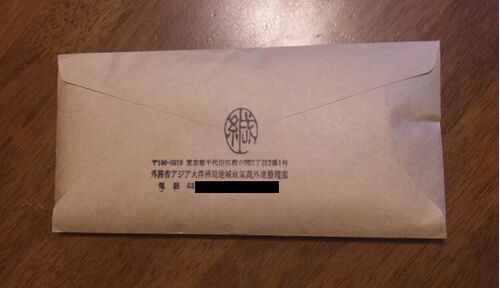 緘
〒100-8919 東京都千代田区霞が関2丁目2番1号
外務省アジア大洋州局地域政策課外地整理室
電 話 03